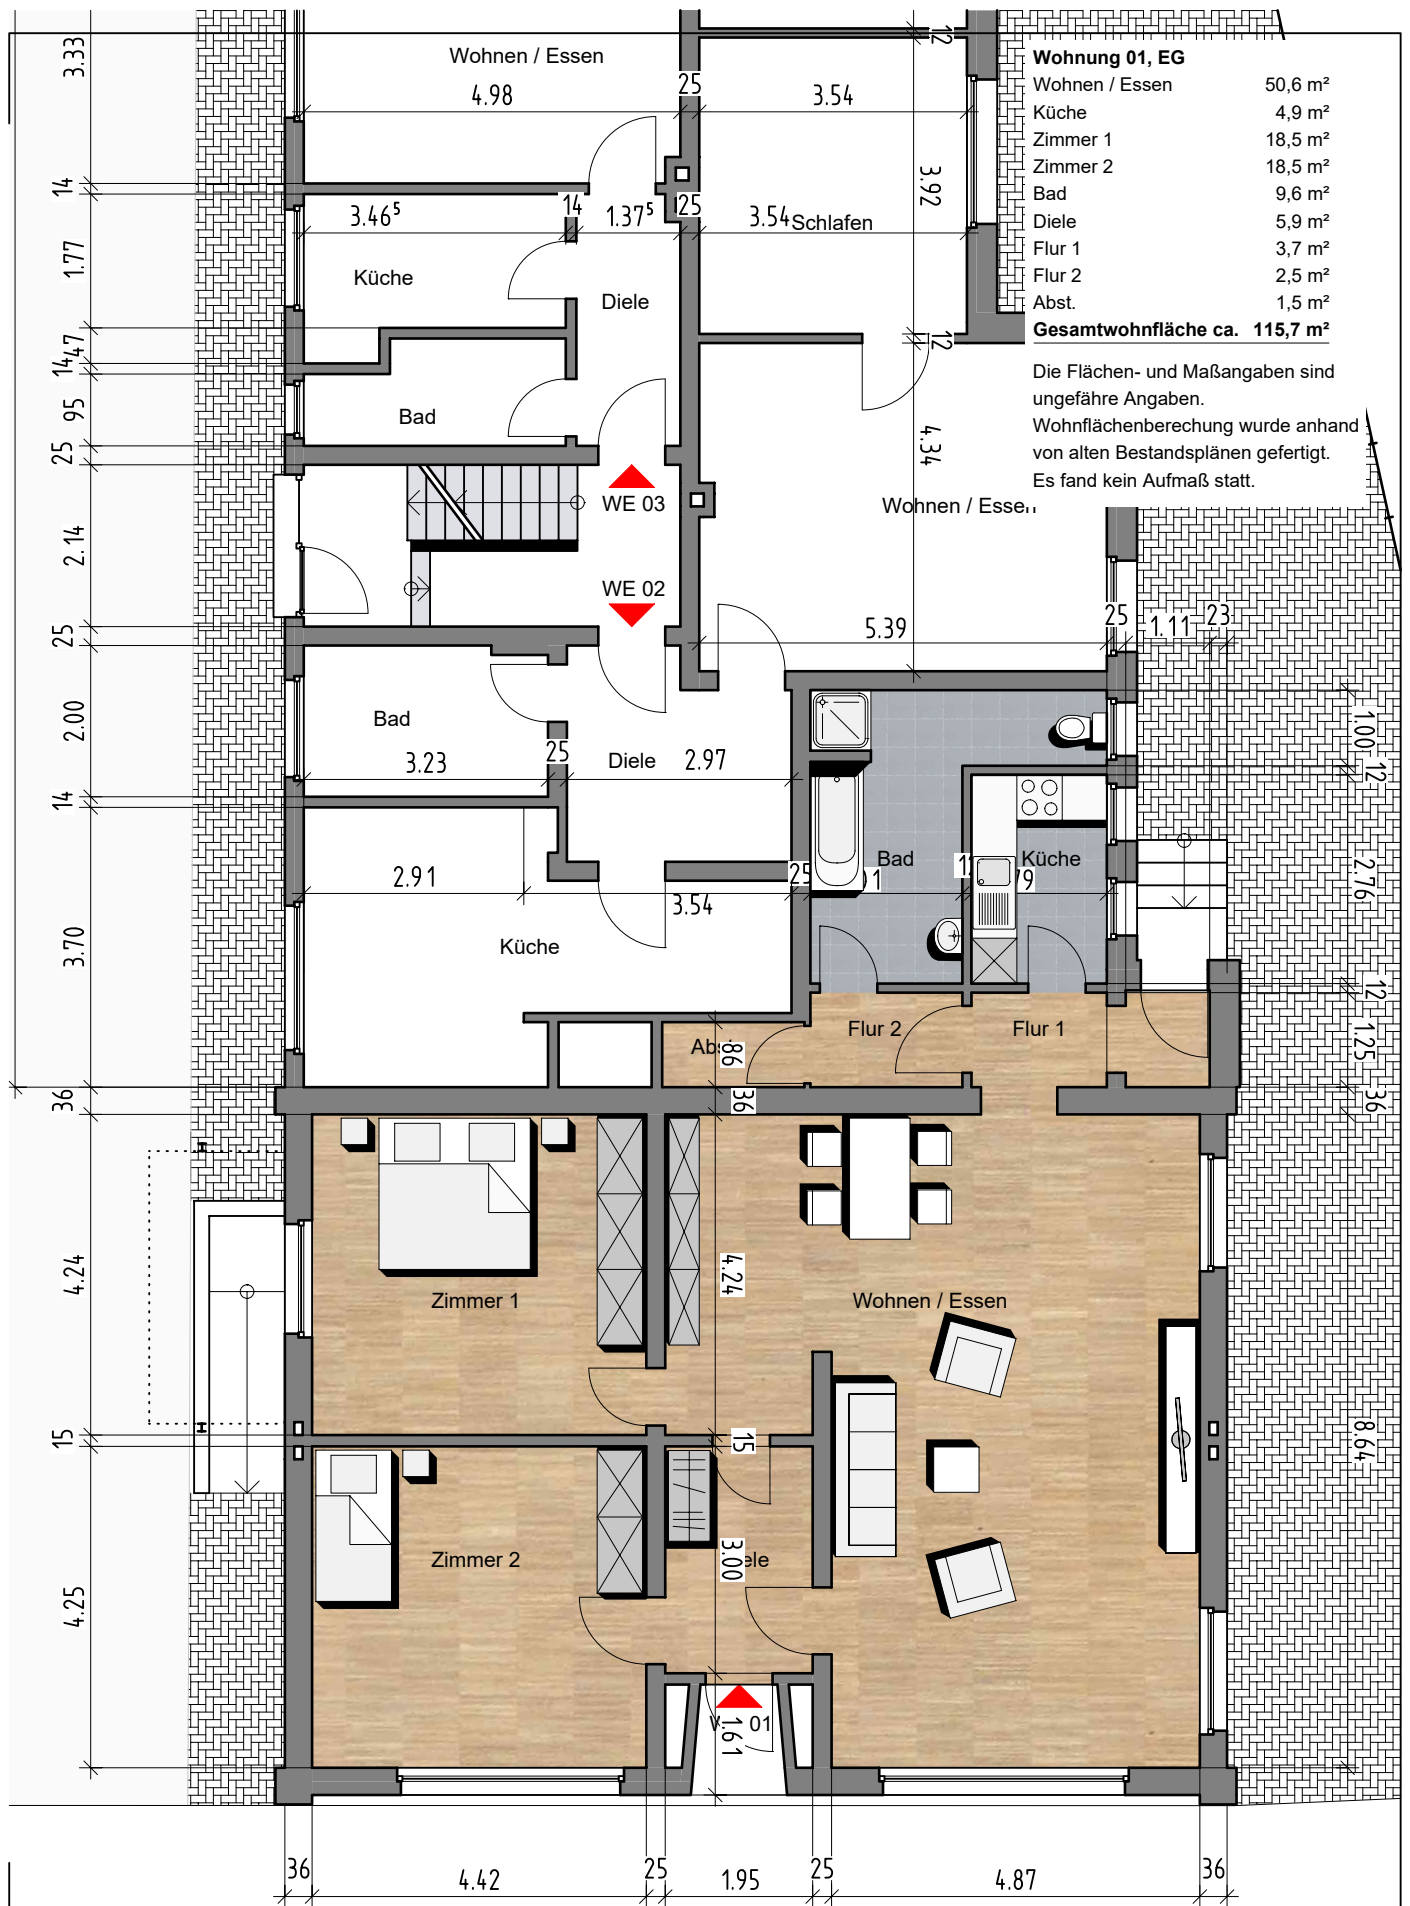 Wohnung 01, EG
Wohnen / Essen 50,6 m²
Küche 4,9 m²
Zimmer 1 18,5 m²
Zimmer 2 18,5 m²
Bad 9,6 m²
Diele 5,9 m²
Flur 1 3,7 m²
Flur 2 2,5 m²
Abst. 1,5 m²
Gesamtwohnfläche ca. 115,7 m²
Die Flächen- und Maßangaben sind
ungefähre Angaben.
Wohnflächenberechung wurde anhand
von alten Bestandsplänen gefertigt.
Es fand kein Aufmaß statt.
Wohnen / Essen
4.98
25
3.54
12
3.33
14
3.46⁵
14
1.37⁵
25
3.54
Schlafen
3.92
1.77
Küche
Diele
47
14
12
95
Bad
4.34
25
WE 03
Wohnen / Essen
2.14
WE 02
5.39
25
1.11
23
25
2.00
Bad
3.23
25
Diele
2.97
1.00
12
14
2.91
3.54
25
Bad
Küche
79
2.76
3.70
Küche
12
Flur 2
Flur 1
86
1.25
36
36
36
4.24
Zimmer 1
4.24
Wohnen / Essen
15
15
8.64
Zimmer 2
3.00
4.25
01
1.61
36
4.42
25
1.95
25
4.87
36